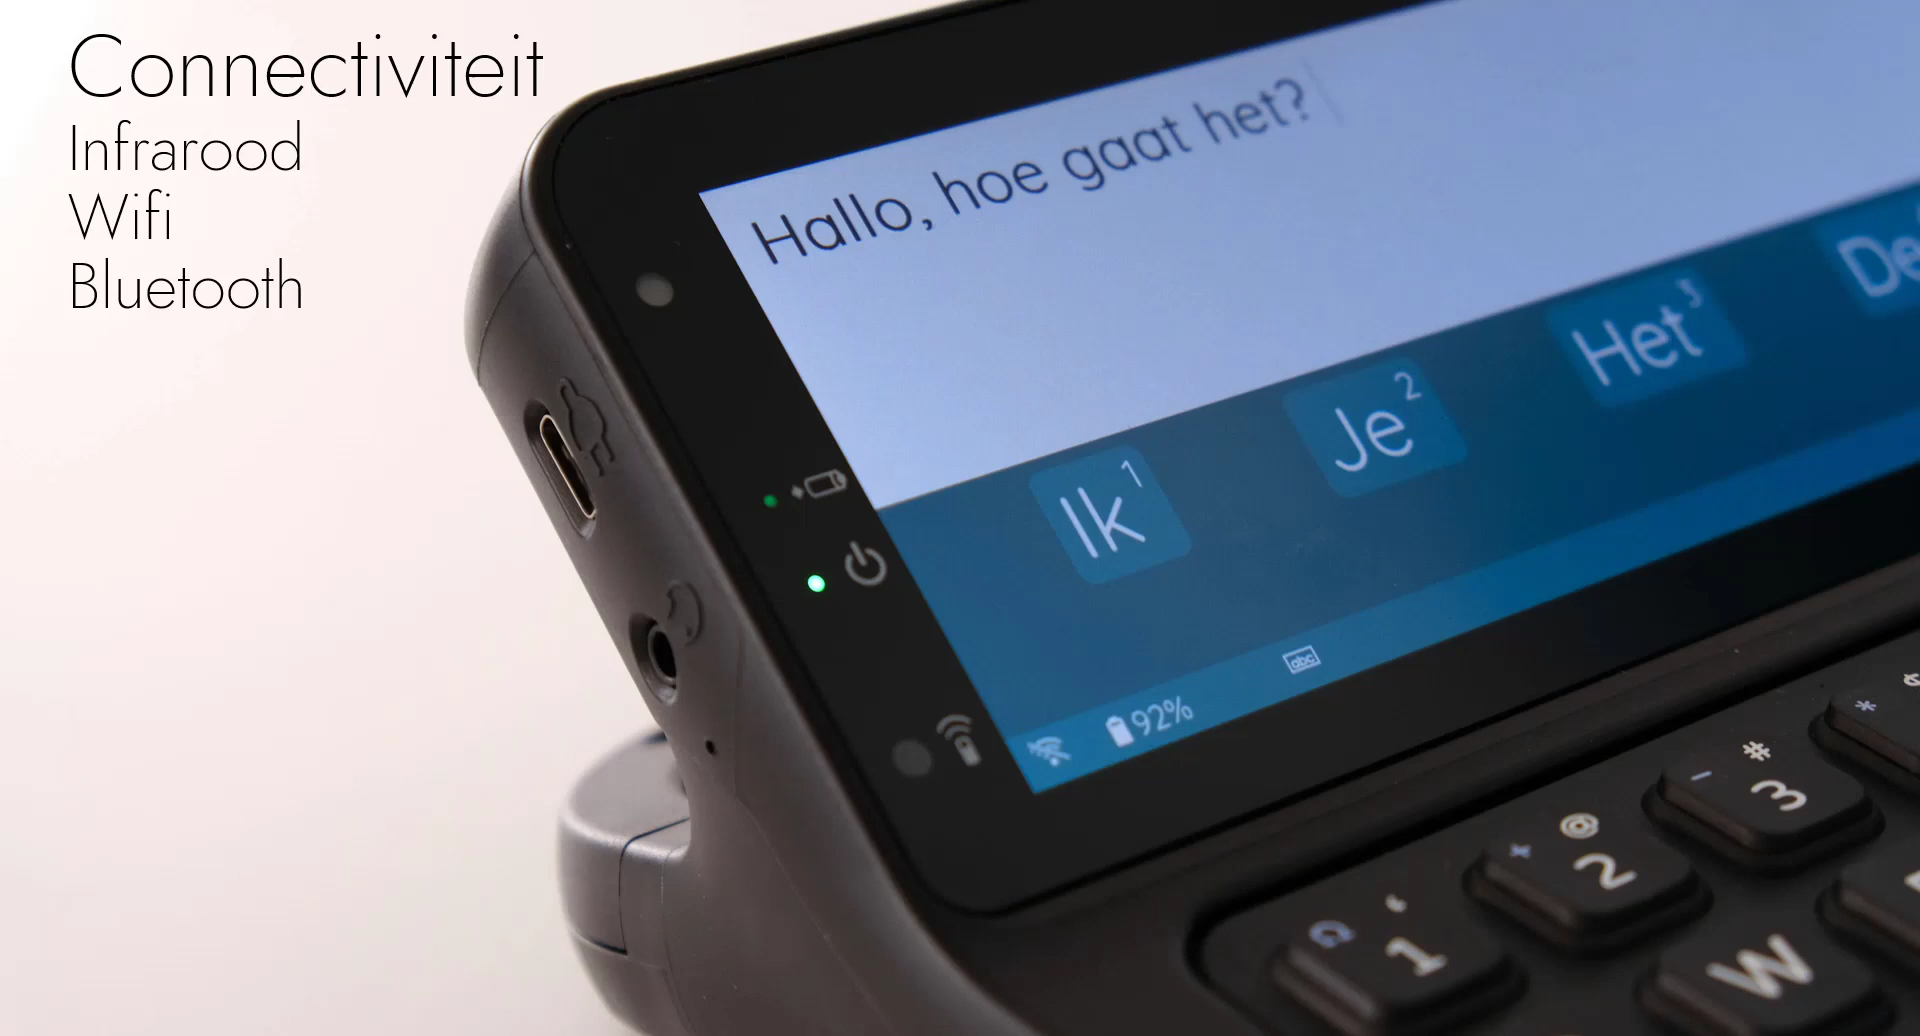 Connectiviteit
Infrarood
Wifi
Bluetooth
Hallo, hoe gaat het?
Ik 1
Je 2
Het 3
De
abc
92%
* 
- # 3
+ @ 2
1
W